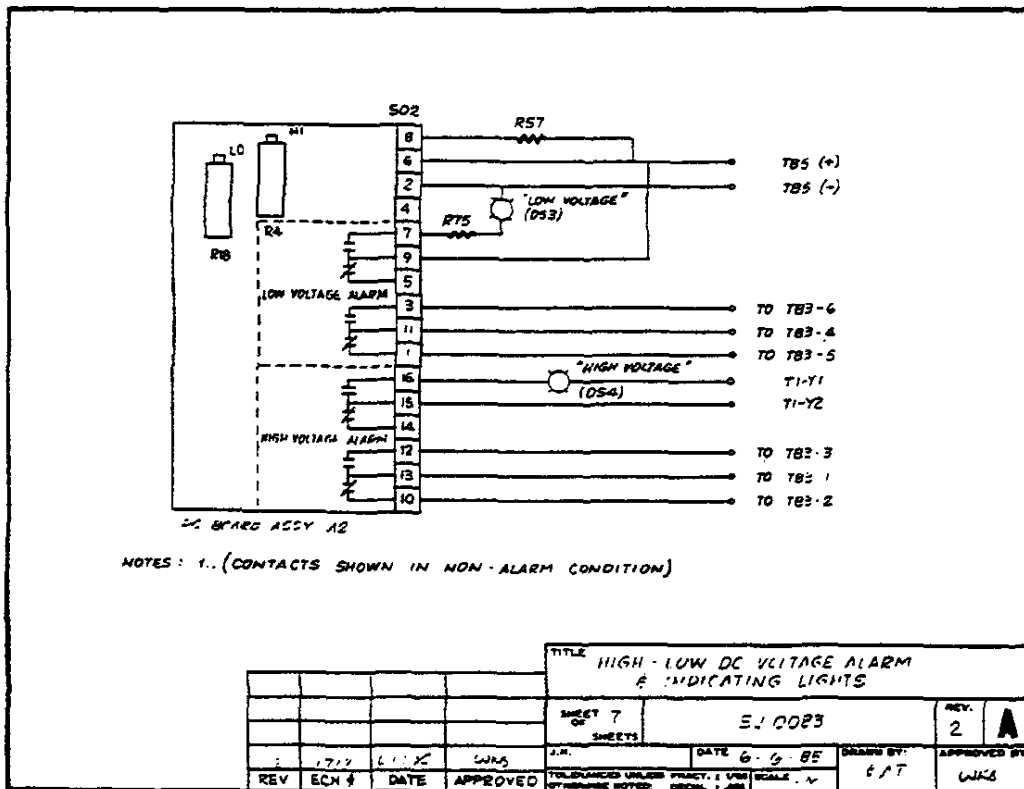 SO2
HI
LO
R4
R18
8
6
2
4
7
9
5
3
11
1
16
15
14
12
13
10
R57
TB5 (+)
TB5 (-)
"LOW VOLTAGE"
(DS3)
R75
LOW VOLTAGE ALARM
TO TB3-6
TO TB3-4
TO TB3-5
"HIGH VOLTAGE"
(DS4)
T1-Y1
T1-Y2
HIGH VOLTAGE ALARM
TO TB3-3
TO TB3-1
TO TB3-2
BOARD ASSY A2
NOTES: 1.. (CONTACTS SHOWN IN NON-ALARM CONDITION)
TITLE
HIGH-LOW DC VOLTAGE ALARM
& INDICATING LIGHTS
SHEET 7
OF
SHEETS
EJ 0083
REV.
2
A
J.N.
DATE 6-6-85
DRAWN BY:
APPROVED BY
WKB
TOLERANCES UNLESS
OTHERWISE NOTED
SCALE
WKB
REV ECN # DATE APPROVED